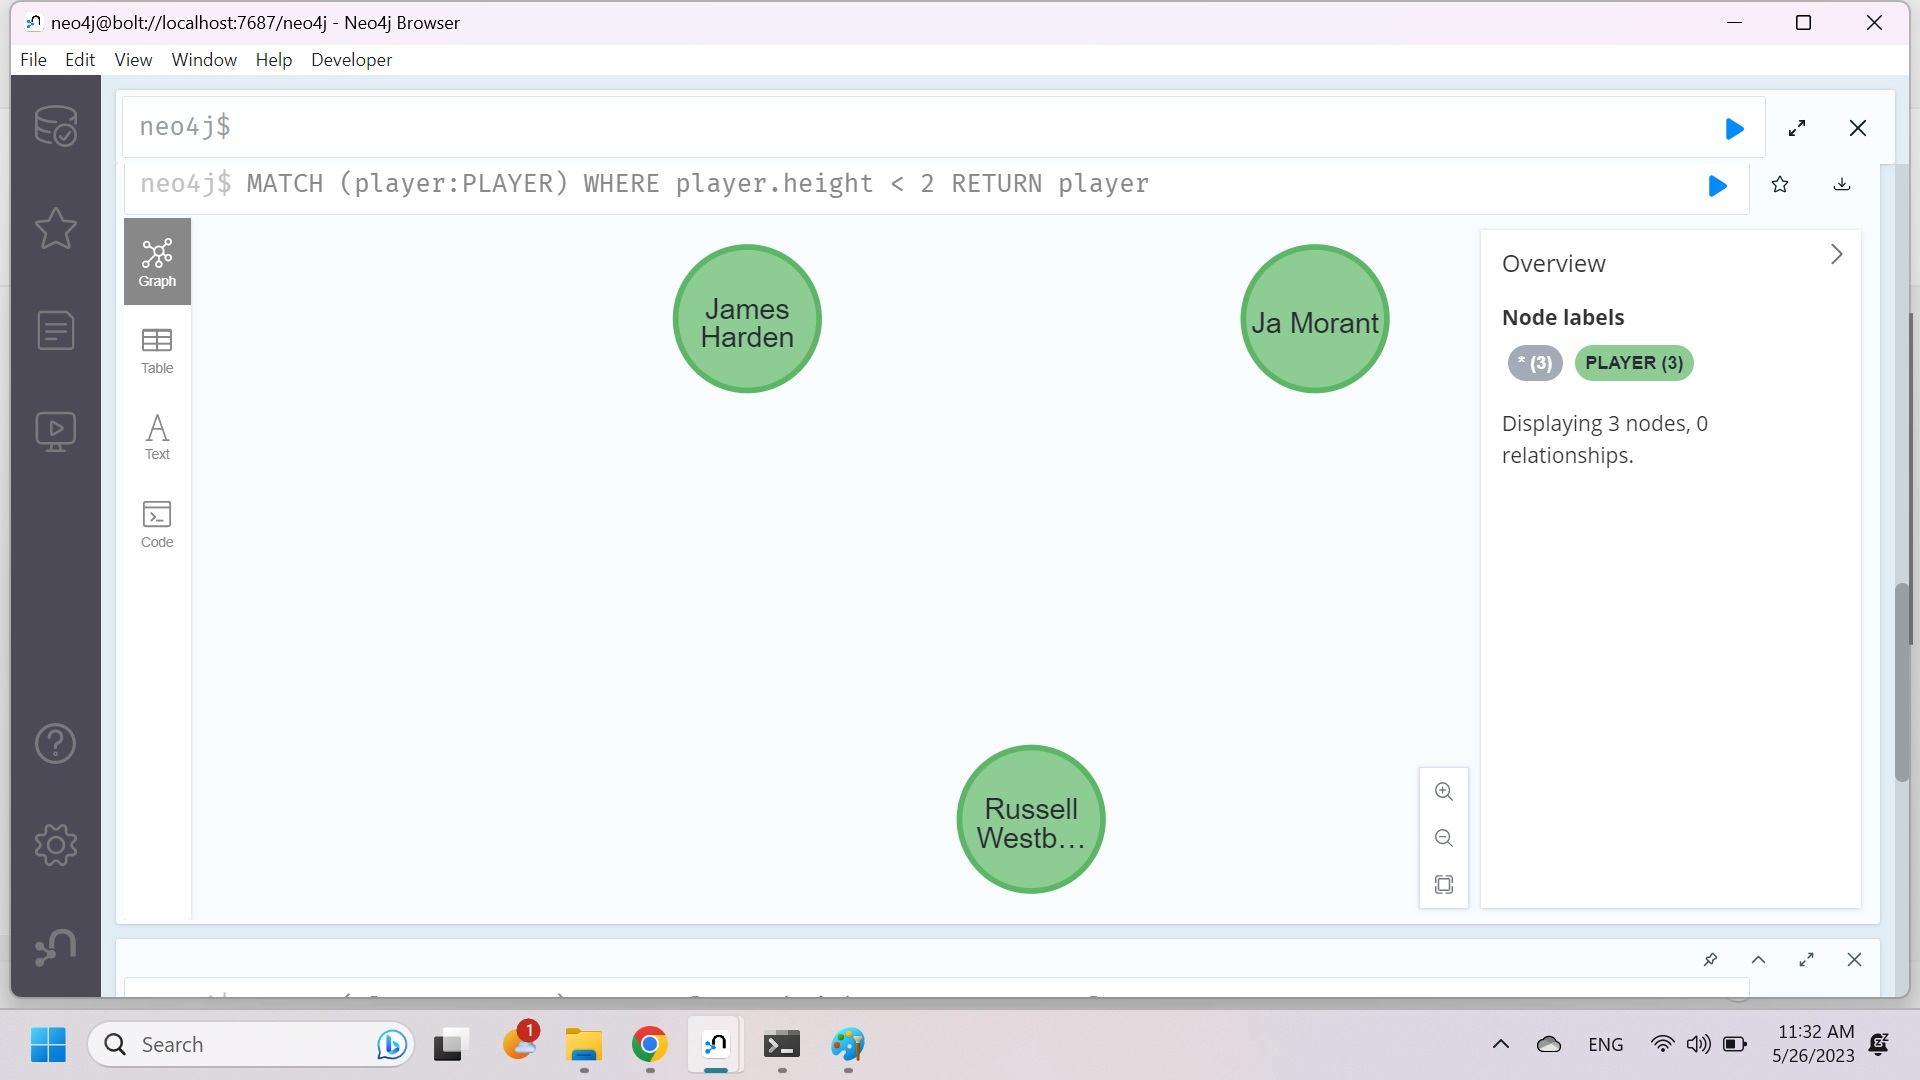 neo4j@bolt://localhost:7687/neo4j - Neo4j Browser
File Edit View Window Help Developer
neo4j$
neo4j$ MATCH (player:PLAYER) WHERE player.height < 2 RETURN player
Graph
Table
Text
Code
James
Harden
Ja Morant
Russell
Westb…
Overview
Node labels
* (3) PLAYER (3)
Displaying 3 nodes, 0
relationships.
Search
1
ENG
11:32 AM
5/26/2023